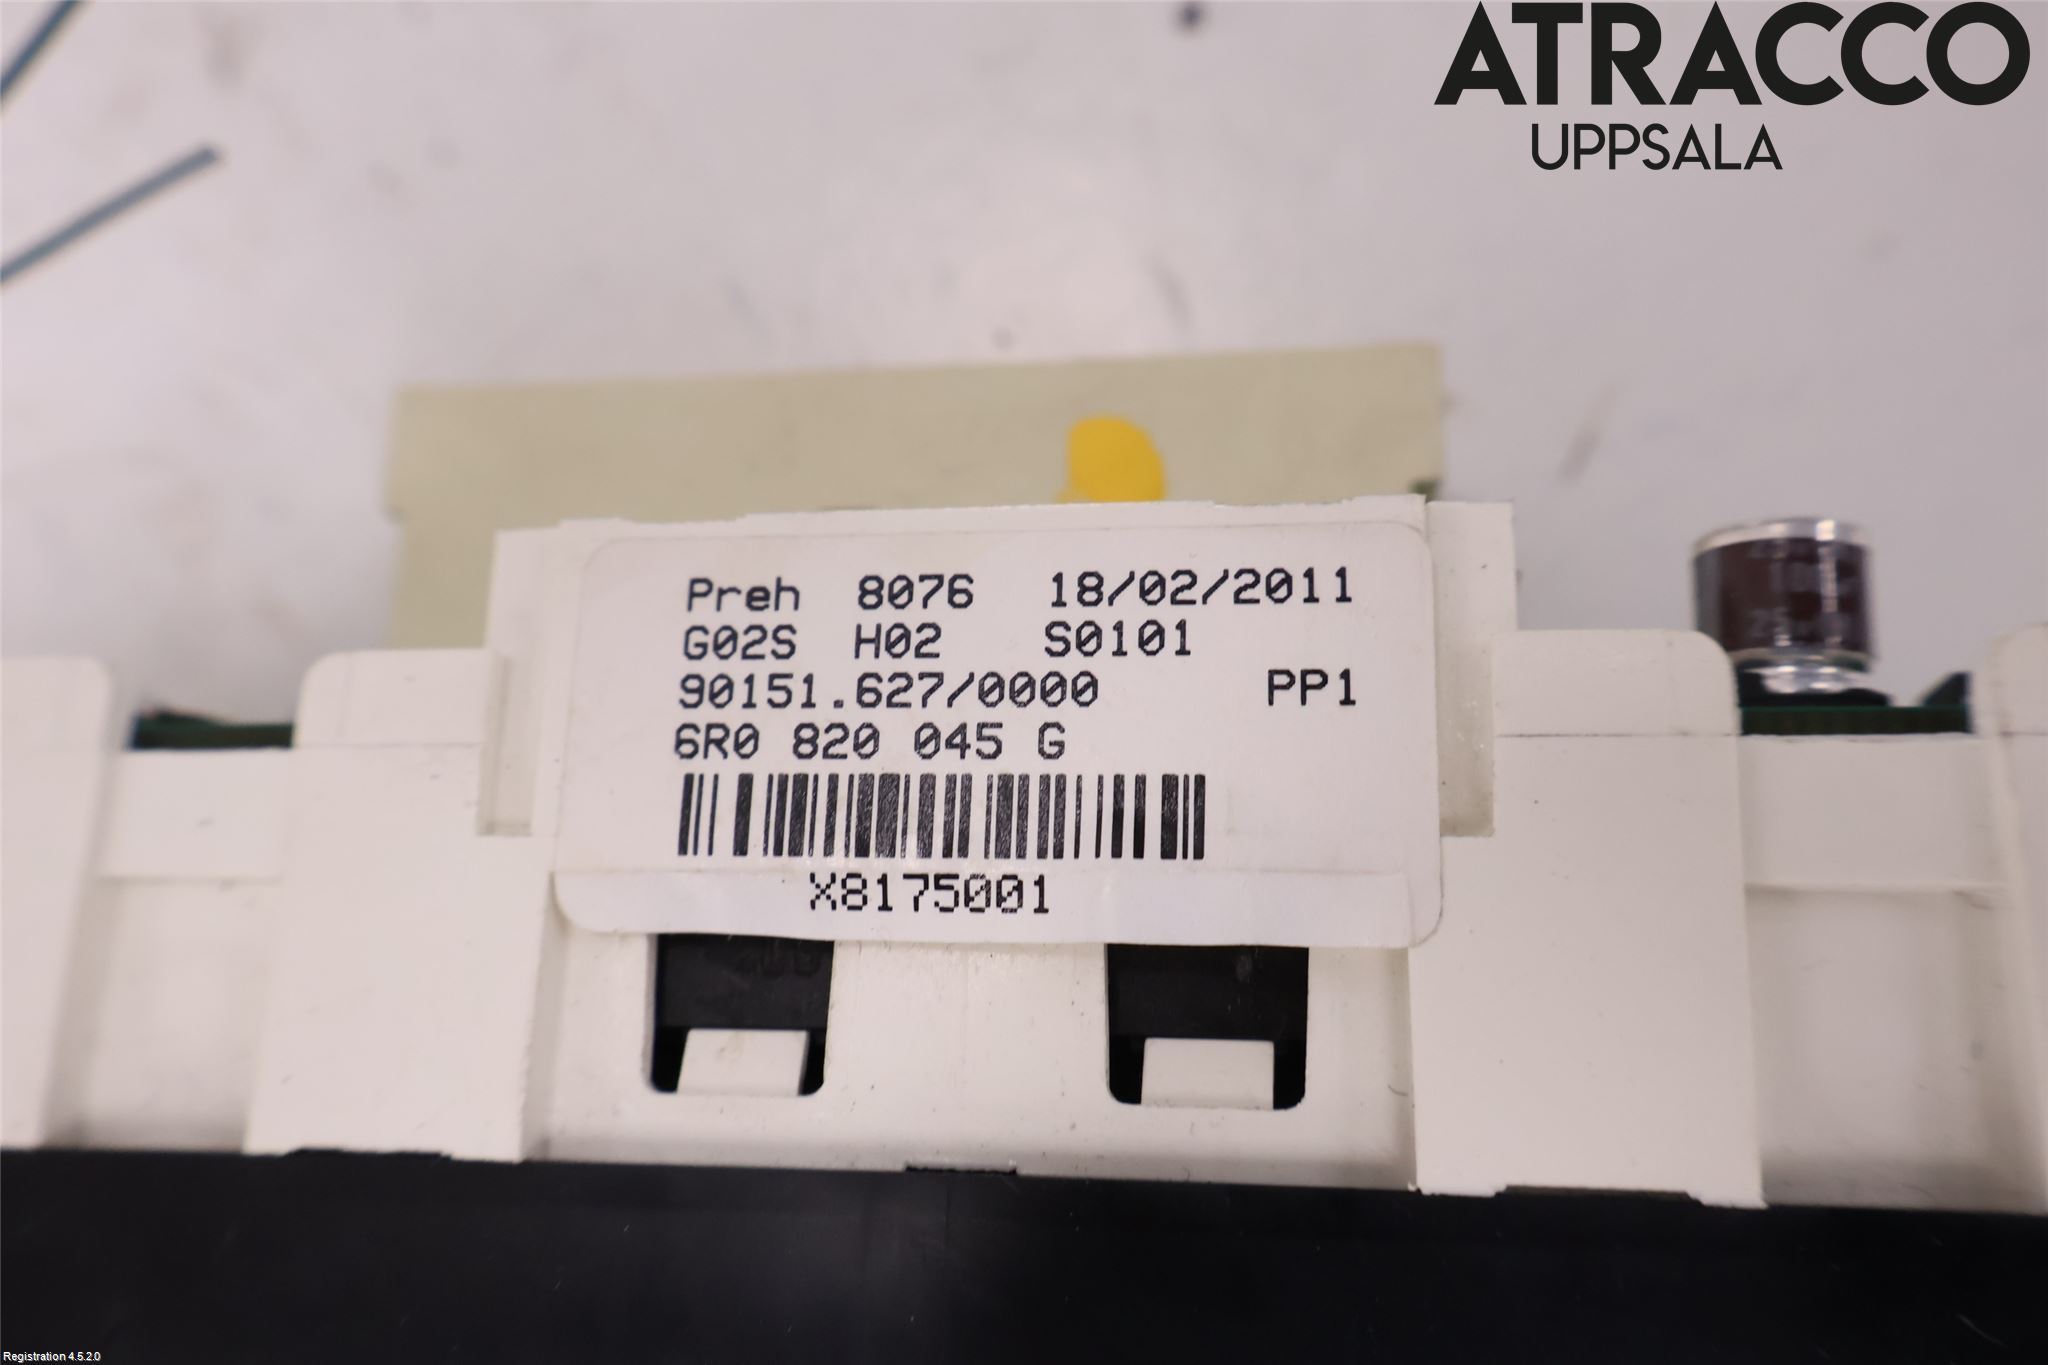 ATRACCO
UPPSALA
Preh 8076 18/02/2011
G02S H02 S0101
90151.627/0000 PP1
6R0 820 045 G
X8175001
Registration 4.5.2.0